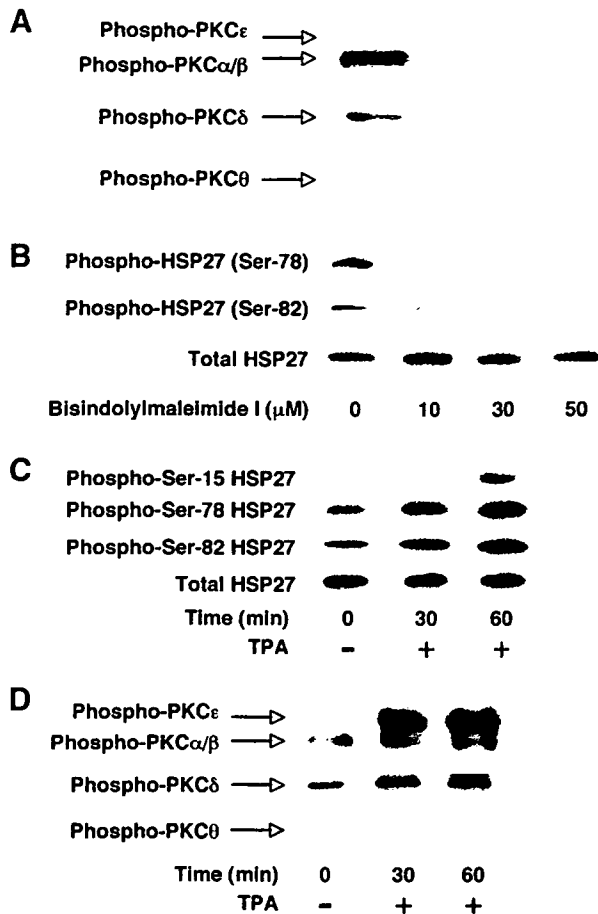 A
Phospho-PKCε
Phospho-PKCα/β
Phospho-PKCδ
Phospho-PKCθ
B
Phospho-HSP27 (Ser-78)
Phospho-HSP27 (Ser-82)
Total HSP27
Bisindolylmaleimide I (μM) 0 10 30 50
C
Phospho-Ser-15 HSP27
Phospho-Ser-78 HSP27
Phospho-Ser-82 HSP27
Total HSP27
Time (min) 0 30 60
TPA - + +
D
Phospho-PKCε
Phospho-PKCα/β
Phospho-PKCδ
Phospho-PKCθ
Time (min) 0 30 60
TPA - + +